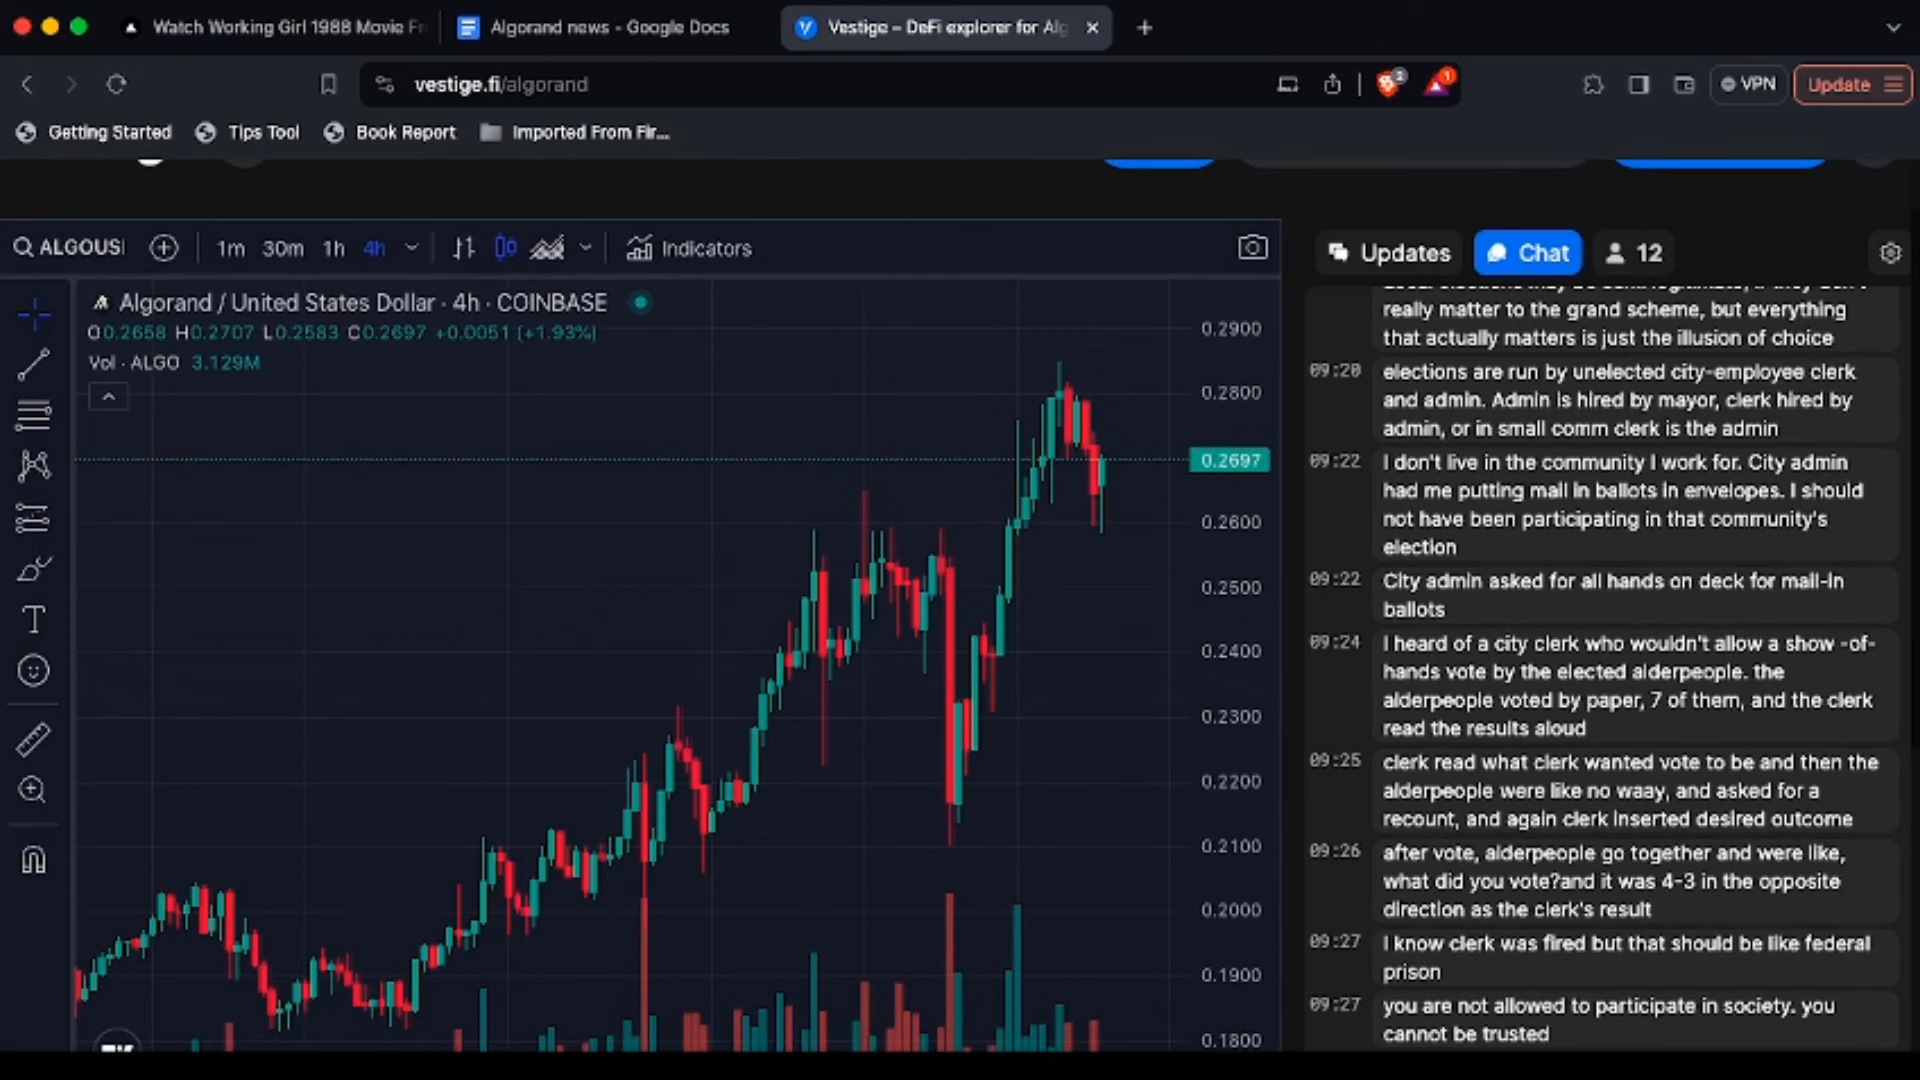 Watch Working Girl 1988 Movie Fr
Algorand news - Google Docs
Vestige – DeFi explorer for Alg
vestige.fi/algorand
2
1
VPN
Update
Getting Started
Tips Tool
Book Report
Imported From Fir...
ALGOUSI
1m
30m
1h
4h
Indicators
Updates
Chat
12
Algorand / United States Dollar · 4h · COINBASE
O0.2658 H0.2707 L0.2583 C0.2697 +0.0051 (+1.93%)
Vol · ALGO 3.129M
0.2900
0.2800
0.2697
0.2600
0.2500
0.2400
0.2300
0.2200
0.2100
0.2000
0.1900
0.1800
really matter to the grand scheme, but everything
that actually matters is just the illusion of choice
09:20
elections are run by unelected city-employee clerk
and admin. Admin is hired by mayor, clerk hired by
admin, or in small comm clerk is the admin
09:22
I don't live in the community I work for. City admin
had me putting mail in ballots in envelopes. I should
not have been participating in that community's
election
09:22
City admin asked for all hands on deck for mail-in
ballots
09:24
I heard of a city clerk who wouldn't allow a show -of-
hands vote by the elected alderpeople. the
alderpeople voted by paper, 7 of them, and the clerk
read the results aloud
09:25
clerk read what clerk wanted vote to be and then the
alderpeople were like no waay, and asked for a
recount, and again clerk inserted desired outcome
09:26
after vote, alderpeople go together and were like,
what did you vote?and it was 4-3 in the opposite
direction as the clerk's result
09:27
I know clerk was fired but that should be like federal
prison
09:27
you are not allowed to participate in society. you
cannot be trusted